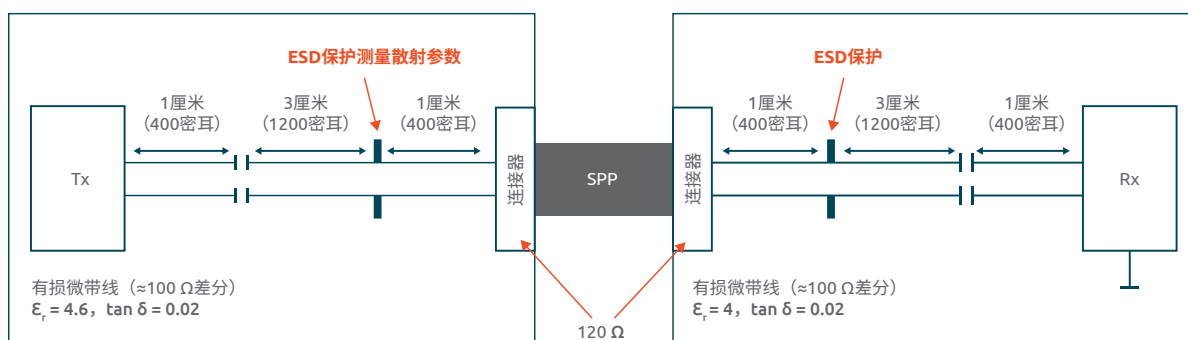 ESD保护测量散射参数
ESD保护
1厘米
（400密耳）
3厘米
（1200密耳）
1厘米
（400密耳）
1厘米
（400密耳）
3厘米
（1200密耳）
1厘米
（400密耳）
Tx
连接器
SPP
连接器
Rx
有损微带线（≈100 Ω差分）
Ɛr = 4.6，tan δ = 0.02
有损微带线（≈100 Ω差分）
Ɛr = 4，tan δ = 0.02
120 Ω